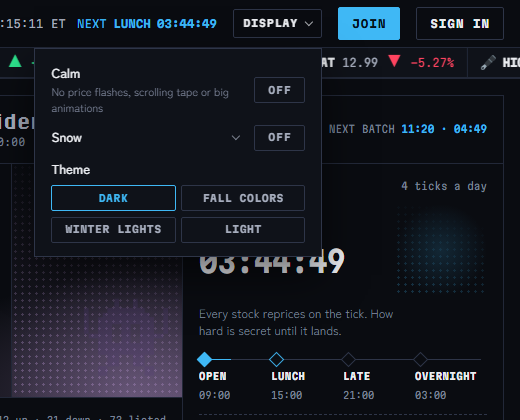 :15:11 ET NEXT LUNCH 03:44:49 DISPLAY JOIN SIGN IN
12.99 -5.27%
Calm
No price flashes, scrolling tape or big
animations
OFF
Snow OFF
NEXT BATCH 11:20 · 04:49
Theme
DARK FALL COLORS
WINTER LIGHTS LIGHT
4 ticks a day
03:44:49
Every stock reprices on the tick. How
hard is secret until it lands.
OPEN LUNCH LATE OVERNIGHT
09:00 15:00 21:00 03:00